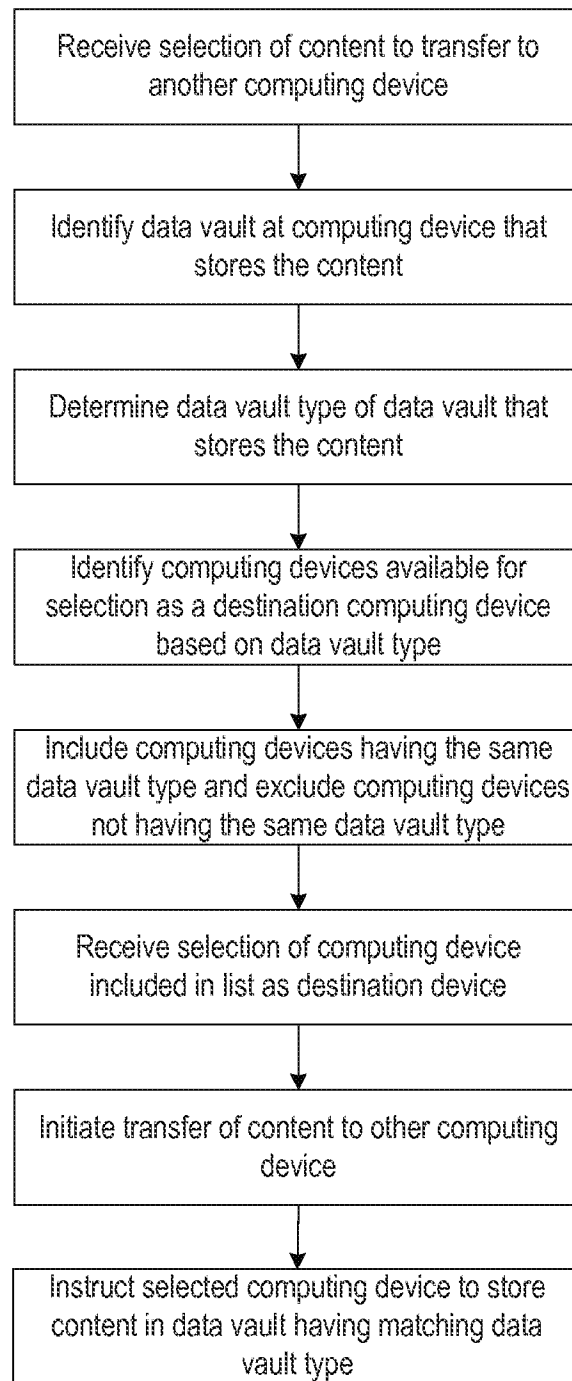 Receive selection of content to transfer to
another computing device
Identify data vault at computing device that
stores the content
Determine data vault type of data vault that
stores the content
Identify computing devices available for
selection as a destination computing device
based on data vault type
Include computing devices having the same
data vault type and exclude computing devices
not having the same data vault type
Receive selection of computing device
included in list as destination device
Initiate transfer of content to other computing
device
Instruct selected computing device to store
content in data vault having matching data
vault type